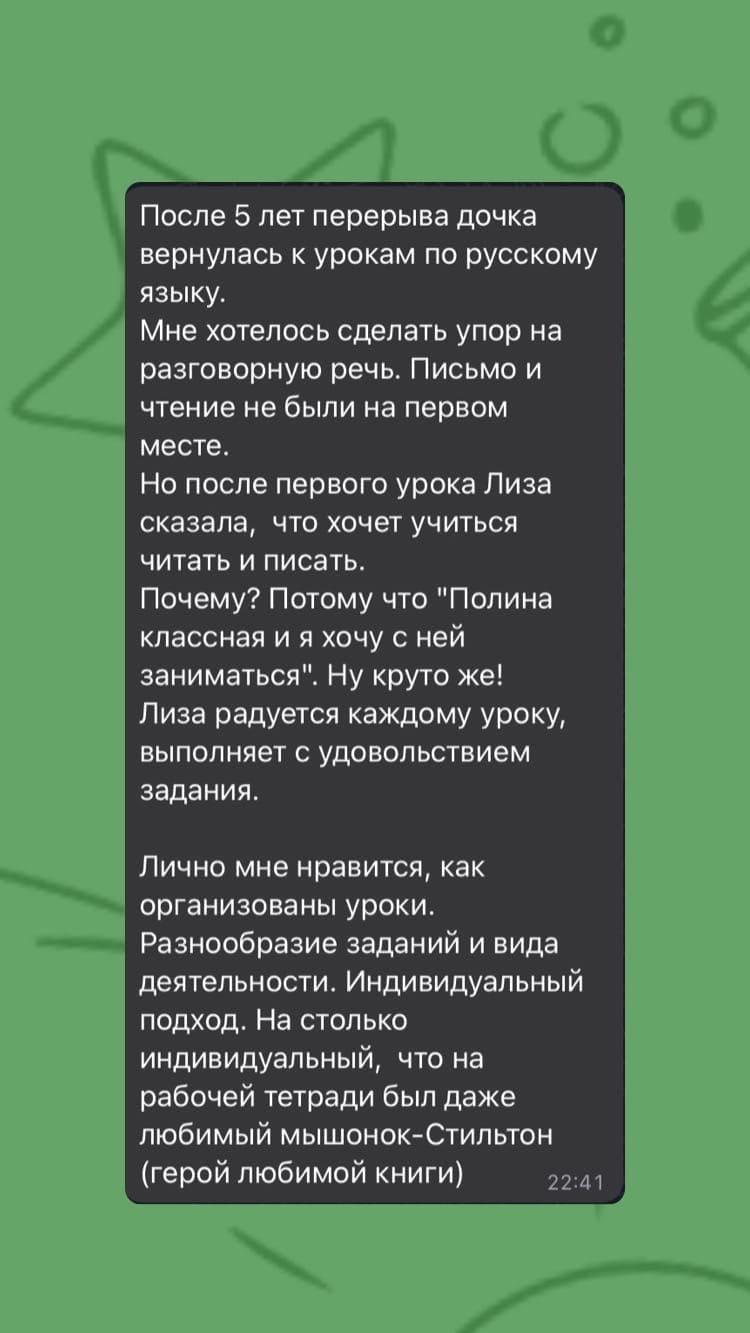 После 5 лет перерыва дочка
вернулась к урокам по русскому
языку.
Мне хотелось сделать упор на
разговорную речь. Письмо и
чтение не были на первом
месте.
Но после первого урока Лиза
сказала,  что хочет учиться
читать и писать.
Почему? Потому что "Полина
классная и я хочу с ней
заниматься". Ну круто же!
Лиза радуется каждому уроку,
выполняет с удовольствием
задания.

Лично мне нравится, как
организованы уроки.
Разнообразие заданий и вида
деятельности. Индивидуальный
подход. На столько
индивидуальный,  что на
рабочей тетради был даже
любимый мышонок-Стильтон
(герой любимой книги)
22:41